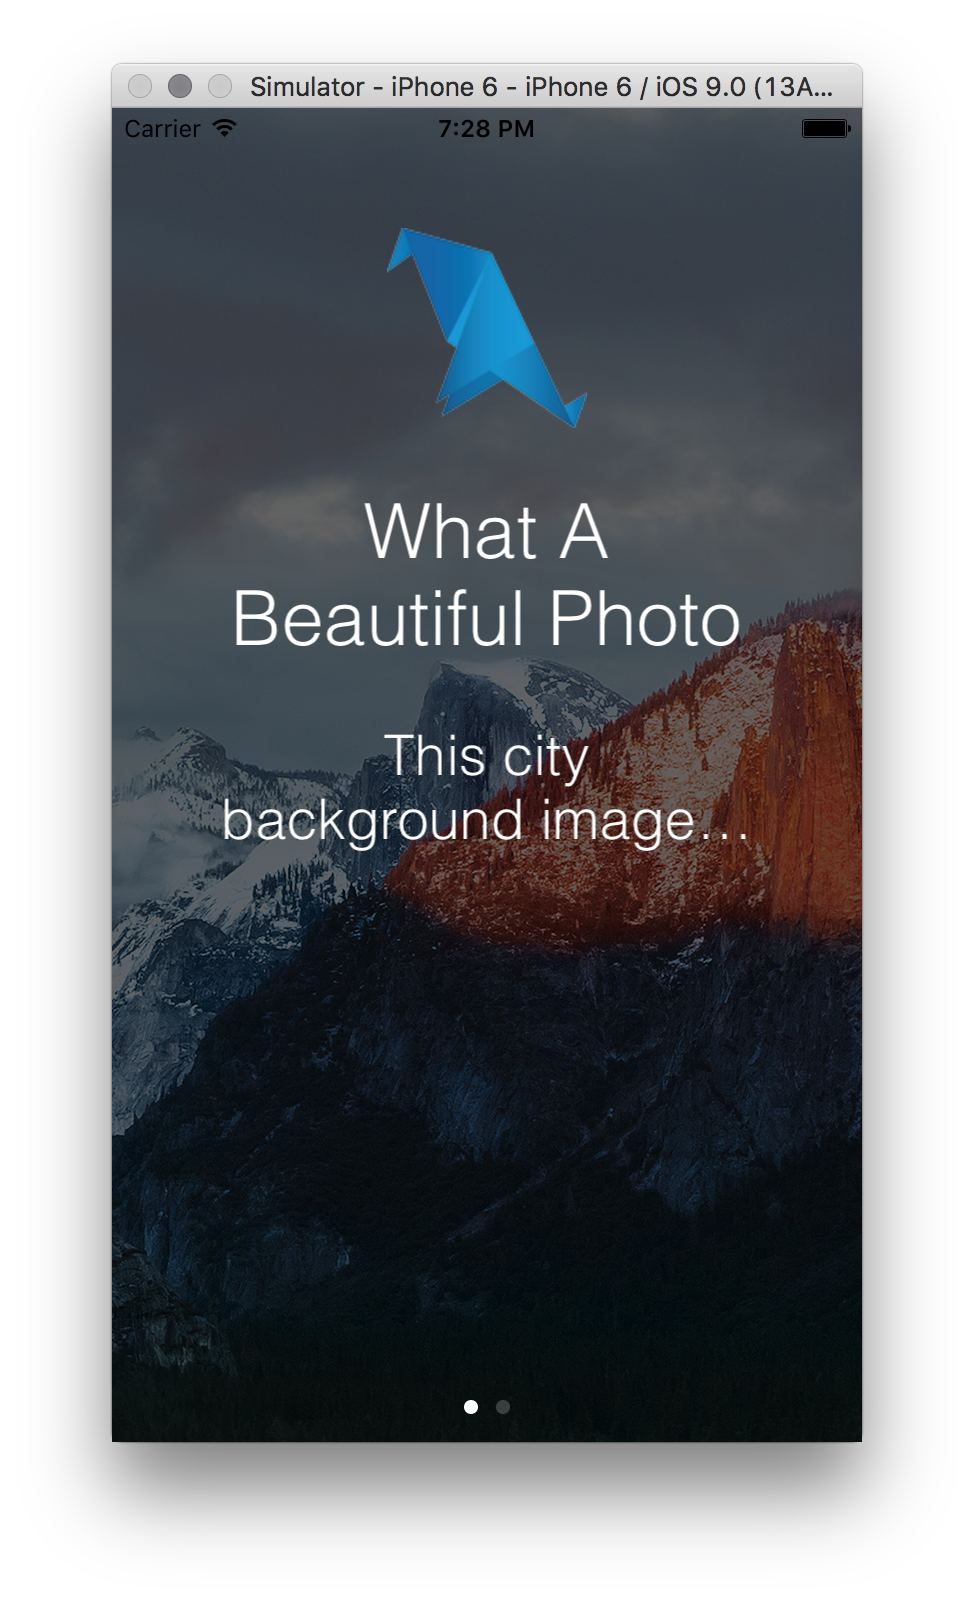 Simulator - iPhone 6 - iPhone 6 / iOS 9.0 (13A...
Carrier 7:28 PM
What A
Beautiful Photo
This city
background image...